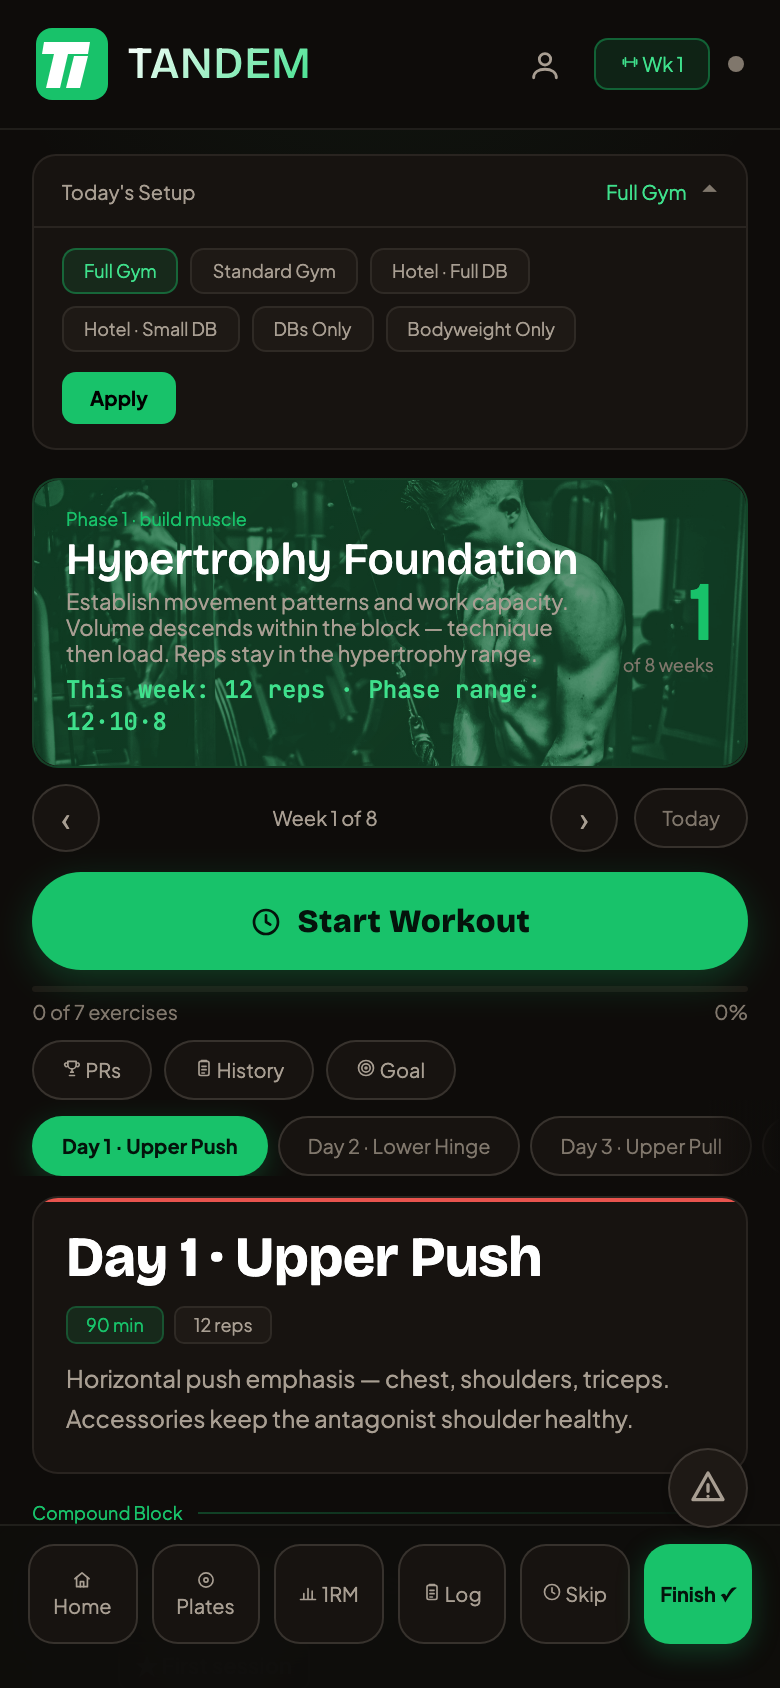 TANDEM
Wk 1
Today's Setup
Full Gym
Full Gym
Standard Gym
Hotel · Full DB
Hotel · Small DB
DBs Only
Bodyweight Only
Apply
Phase 1 · build muscle
Hypertrophy Foundation
Establish movement patterns and work capacity.
Volume descends within the block — technique
then load. Reps stay in the hypertrophy range.
This week: 12 reps · Phase range:
12·10·8
1
of 8 weeks
‹
Week 1 of 8
›
Today
Start Workout
0 of 7 exercises
0%
PRs
History
Goal
Day 1 · Upper Push
Day 2 · Lower Hinge
Day 3 · Upper Pull
Day 1 · Upper Push
90 min
12 reps
Horizontal push emphasis — chest, shoulders, triceps.
Accessories keep the antagonist shoulder healthy.
Compound Block
Home
Plates
1RM
Log
Skip
Finish ✓